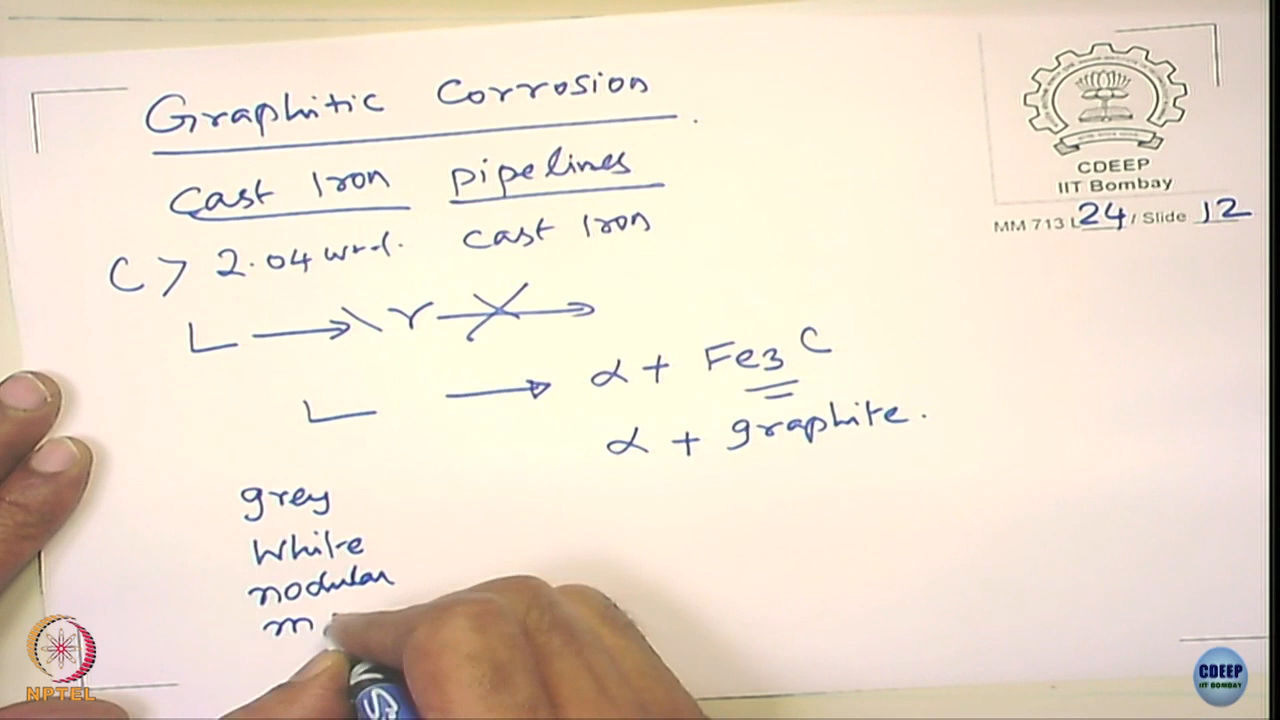 Graphitic Corrosion
Cast Iron pipelines
C > 2.04 wt%. cast Iron
L → γ →
L → α + Fe3C
α + graphite.
grey
White
nodular
m
CDEEP
IIT Bombay
MM 713 L 24 / Slide 12
NPTEL
CDEEP
IIT BOMBAY